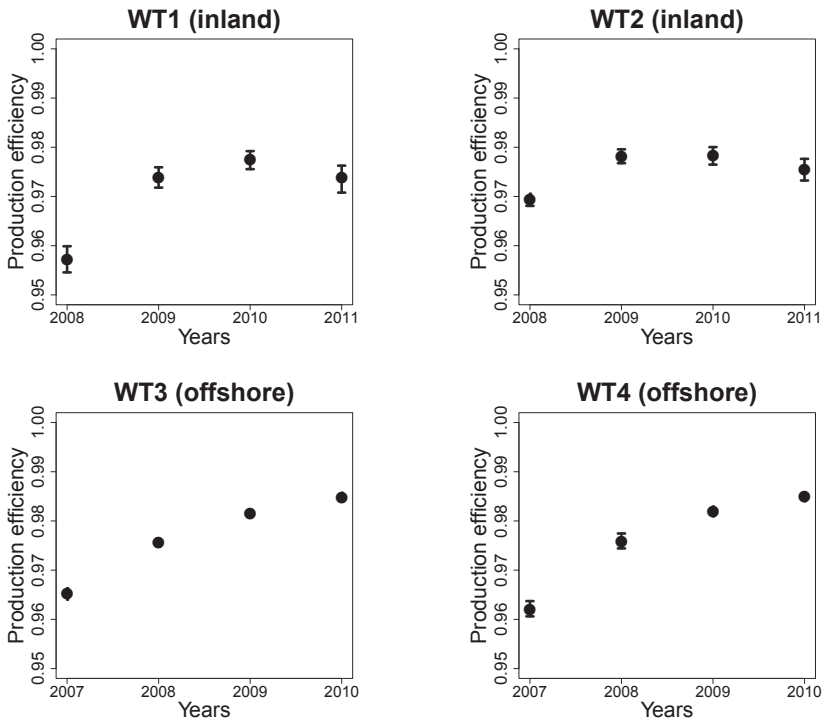 WT1 (inland)
Production efficiency
1.00
0.99
0.98
0.97
0.96
0.95
2008 2009 2010 2011
Years
WT2 (inland)
Production efficiency
1.00
0.99
0.98
0.97
0.96
0.95
2008 2009 2010 2011
Years
WT3 (offshore)
Production efficiency
1.00
0.99
0.98
0.97
0.96
0.95
2007 2008 2009 2010
Years
WT4 (offshore)
Production efficiency
1.00
0.99
0.98
0.97
0.96
0.95
2007 2008 2009 2010
Years